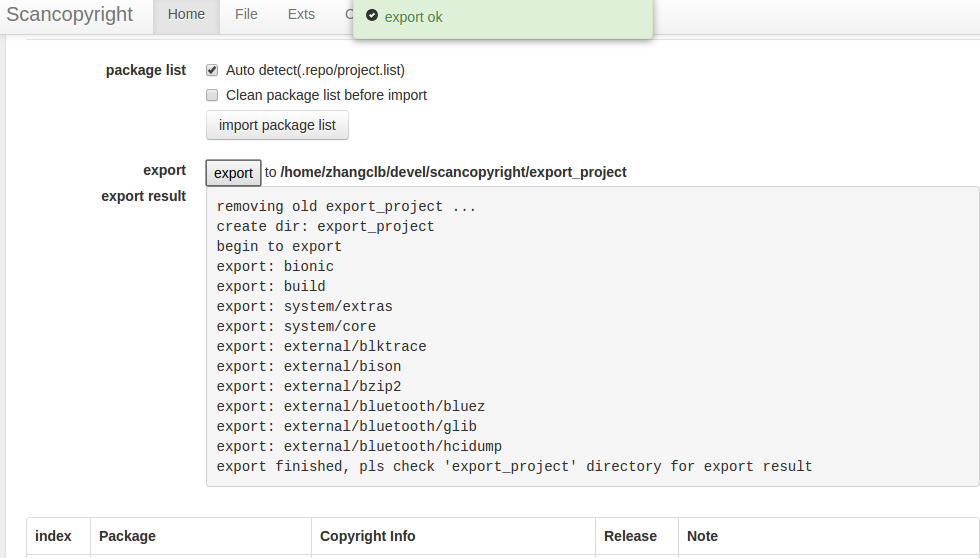 Scancopyright Home File Exts
export ok
package list Auto detect(.repo/project.list)
Clean package list before import
import package list
export export to /home/zhangclb/devel/scancopyright/export_project
export result
removing old export_project ...
create dir: export_project
begin to export
export: bionic
export: build
export: system/extras
export: system/core
export: external/blktrace
export: external/bison
export: external/bzip2
export: external/bluetooth/bluez
export: external/bluetooth/glib
export: external/bluetooth/hcidump
export finished, pls check 'export_project' directory for export result
index Package Copyright Info Release Note